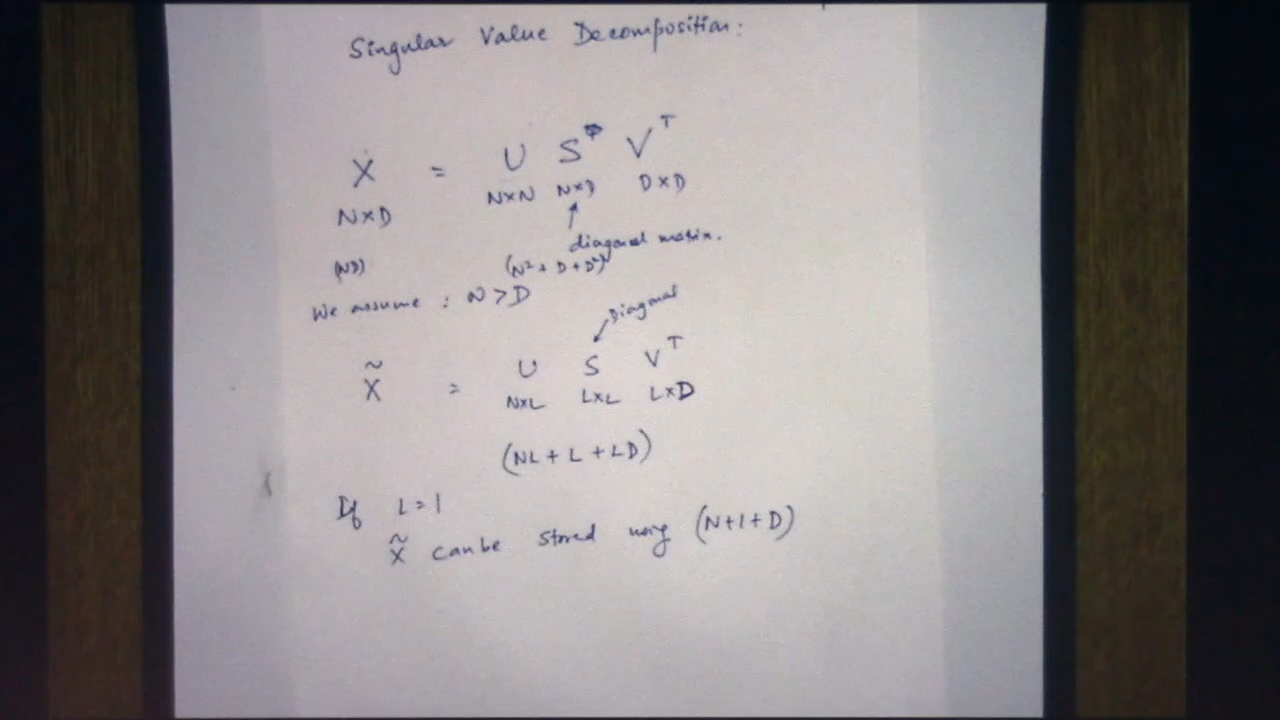 Singular Value Decomposition:
X = U S V^T
N×D N×N N×D D×D
diagonal matrix.
(ND) (N² + D + D²)
We assume : N > D
Diagonal
X̃ = U S V^T
N×L L×L L×D
(NL + L + LD)
If L = 1
X̃ can be stored using (N+1+D)